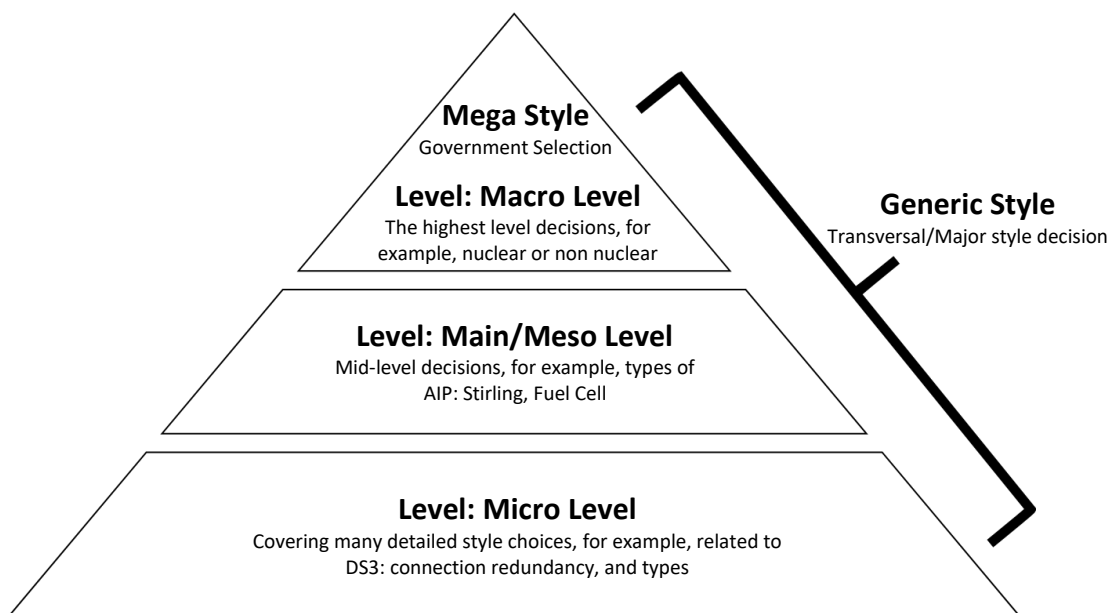 Mega Style
Government Selection
Level: Macro Level
The highest level decisions, for
example, nuclear or non nuclear
Generic Style
Transversal/Major style decision
Level: Main/Meso Level
Mid-level decisions, for example, types of
AIP: Stirling, Fuel Cell
Level: Micro Level
Covering many detailed style choices, for example, related to
DS3: connection redundancy, and types